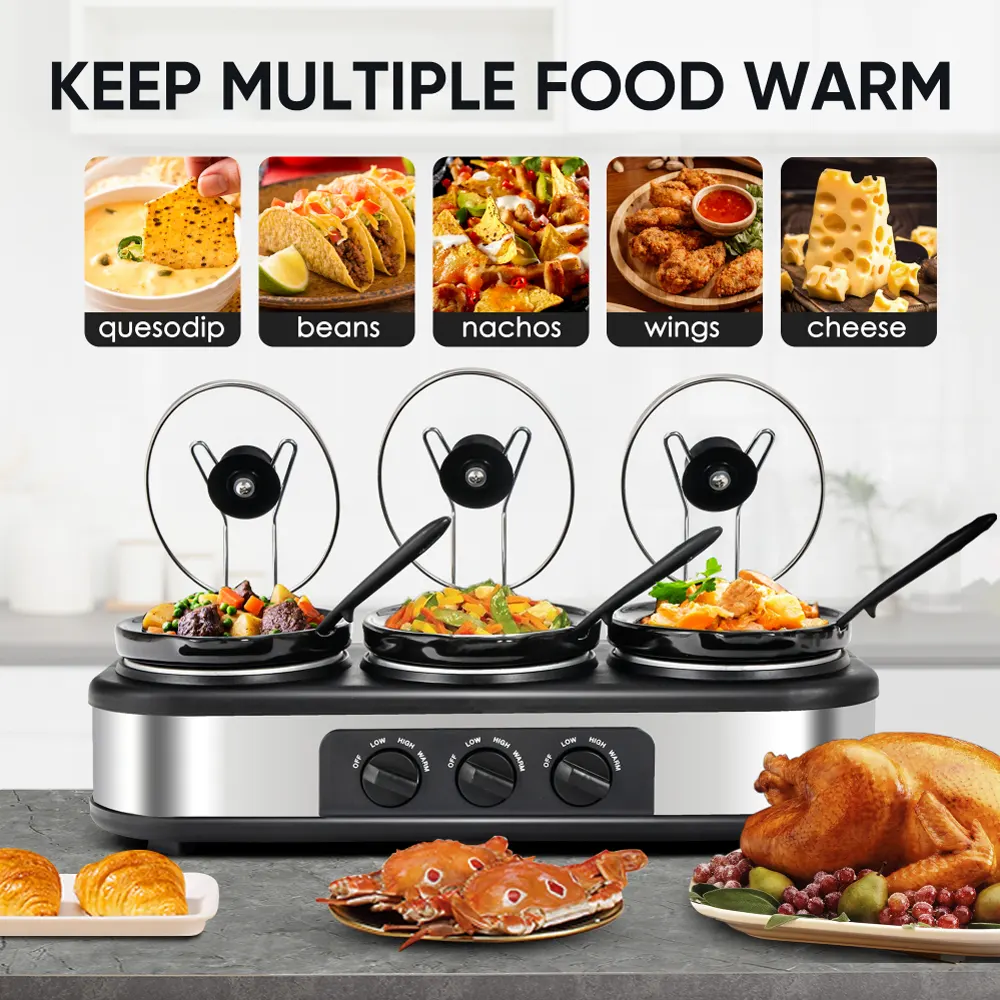 KEEP MULTIPLE FOOD WARM
quesodip beans nachos wings cheese
OFF LOW HIGH WARM OFF LOW HIGH WARM OFF LOW HIGH WARM